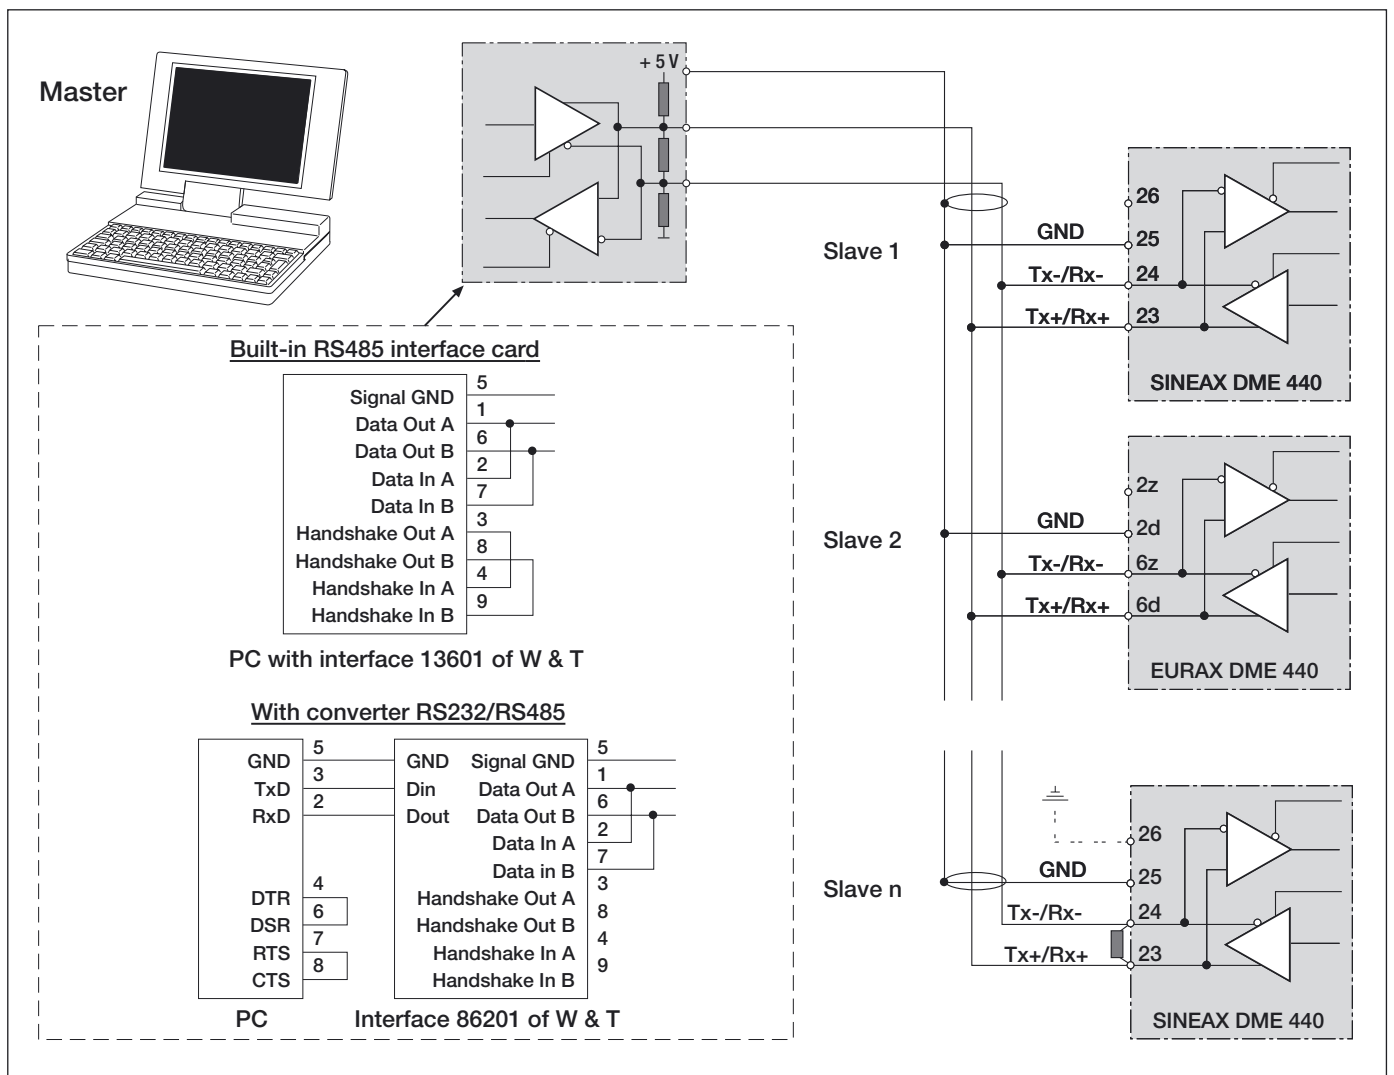 Master
+ 5 V
Slave 1
GND
Tx-/Rx-
Tx+/Rx+
26
25
24
23
SINEAX DME 440
Built-in RS485 interface card
Signal GND 5
Data Out A 1
Data Out B 6
Data In A 2
Data In B 7
Handshake Out A 3
Handshake Out B 8
Handshake In A 4
Handshake In B 9
PC with interface 13601 of W & T
Slave 2
GND
Tx-/Rx-
Tx+/Rx+
2z
2d
6z
6d
EURAX DME 440
With converter RS232/RS485
GND 5
TxD 3
RxD 2
DTR 4
DSR 6
RTS 7
CTS 8
PC
GND Signal GND 5
Din Data Out A 1
Dout Data Out B 6
Data In A 2
Data in B 7
Handshake Out A 3
Handshake Out B 8
Handshake In A 4
Handshake In B 9
Interface 86201 of W & T
Slave n
GND
Tx-/Rx-
Tx+/Rx+
26
25
24
23
SINEAX DME 440